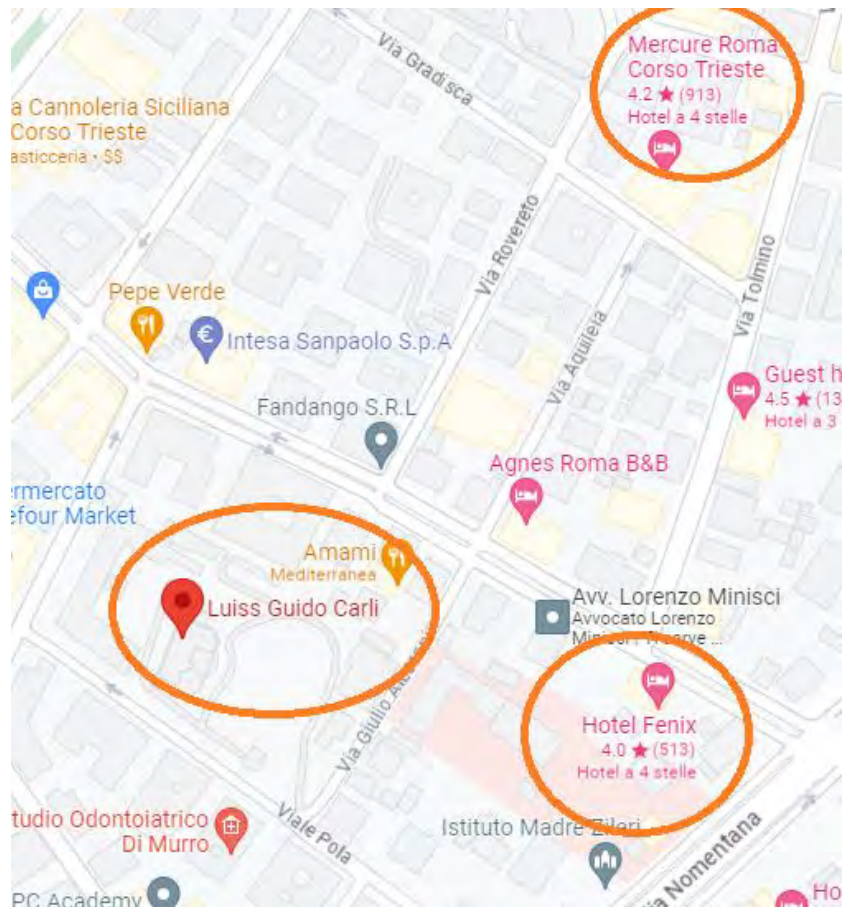 Via Gradisca
Mercure Roma
Corso Trieste
4.2 ★ (913)
Hotel a 4 stelle
a Cannoleria Siciliana
Corso Trieste
asticceria · $$
Via Rovereto
Via Tolmino
Pepe Verde
Intesa Sanpaolo S.p.A
Via Aquileia
Guest h
4.5 ★ (13
Hotel a 3
Fandango S.R.L
Agnes Roma B&B
ermercato
efour Market
Amami
Mediterranea
Luiss Guido Carli
Avv. Lorenzo Minisci
Avvocato Lorenzo
Via Giulio
Hotel Fenix
4.0 ★ (513)
Hotel a 4 stelle
tudio Odontoiatrico
Di Murro
Viale Pola
Istituto Madre Zileri
ia Nomentana
PC Academy
Ho